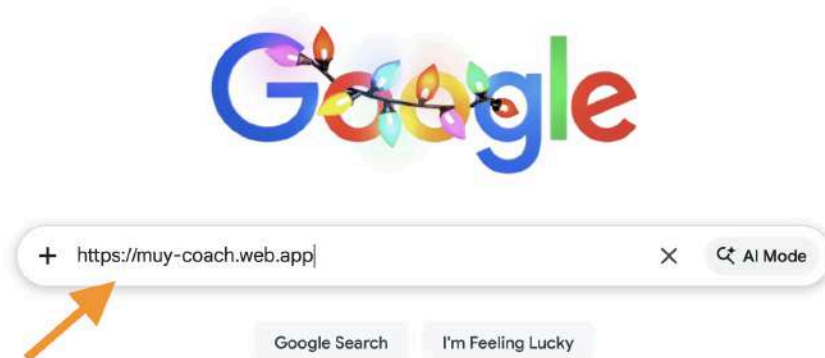 Google
+ https://muy-coach.web.app × AI Mode
Google Search I'm Feeling Lucky